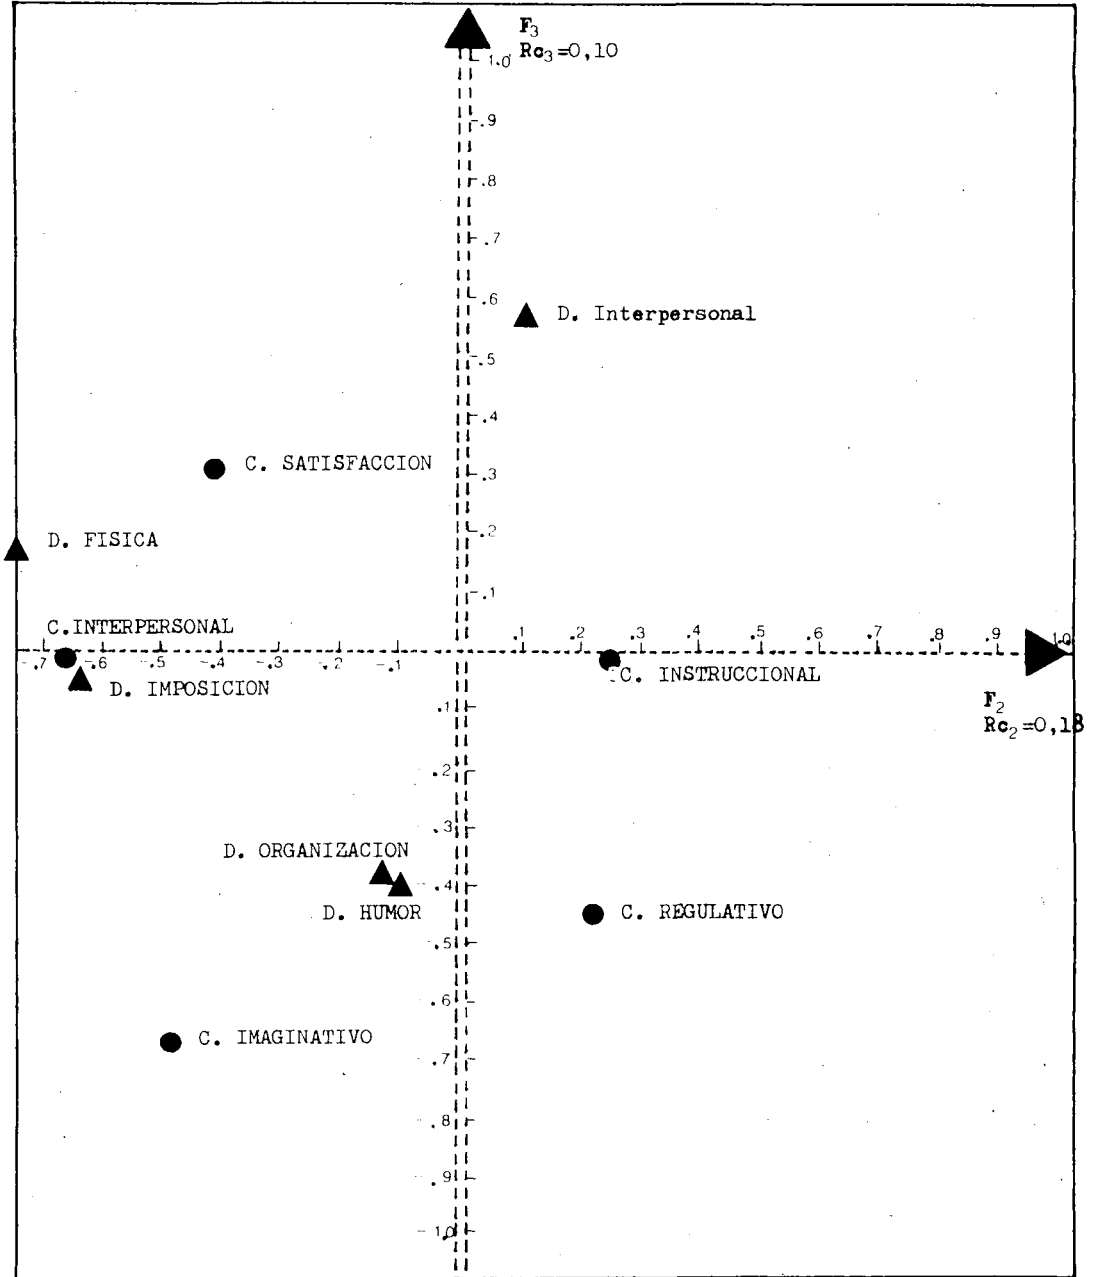 F3
Rc3=0,10
1.0
.9
.8
.7
.6
D. Interpersonal
.5
.4
C. SATISFACCION
.3
.2
D. FISICA
.1
C.INTERPERSONAL
.1 .2 .3 .4 .5 .6 .7 .8 .9 1.0
-.7 -.6 -.5 -.4 -.3 -.2 -.1
C. INSTRUCCIONAL
D. IMPOSICION
F2
Rc2=0,18
.1
.2
.3
D. ORGANIZACION
.4
D. HUMOR
C. REGULATIVO
.5
.6
C. IMAGINATIVO
.7
.8
.9
1.0